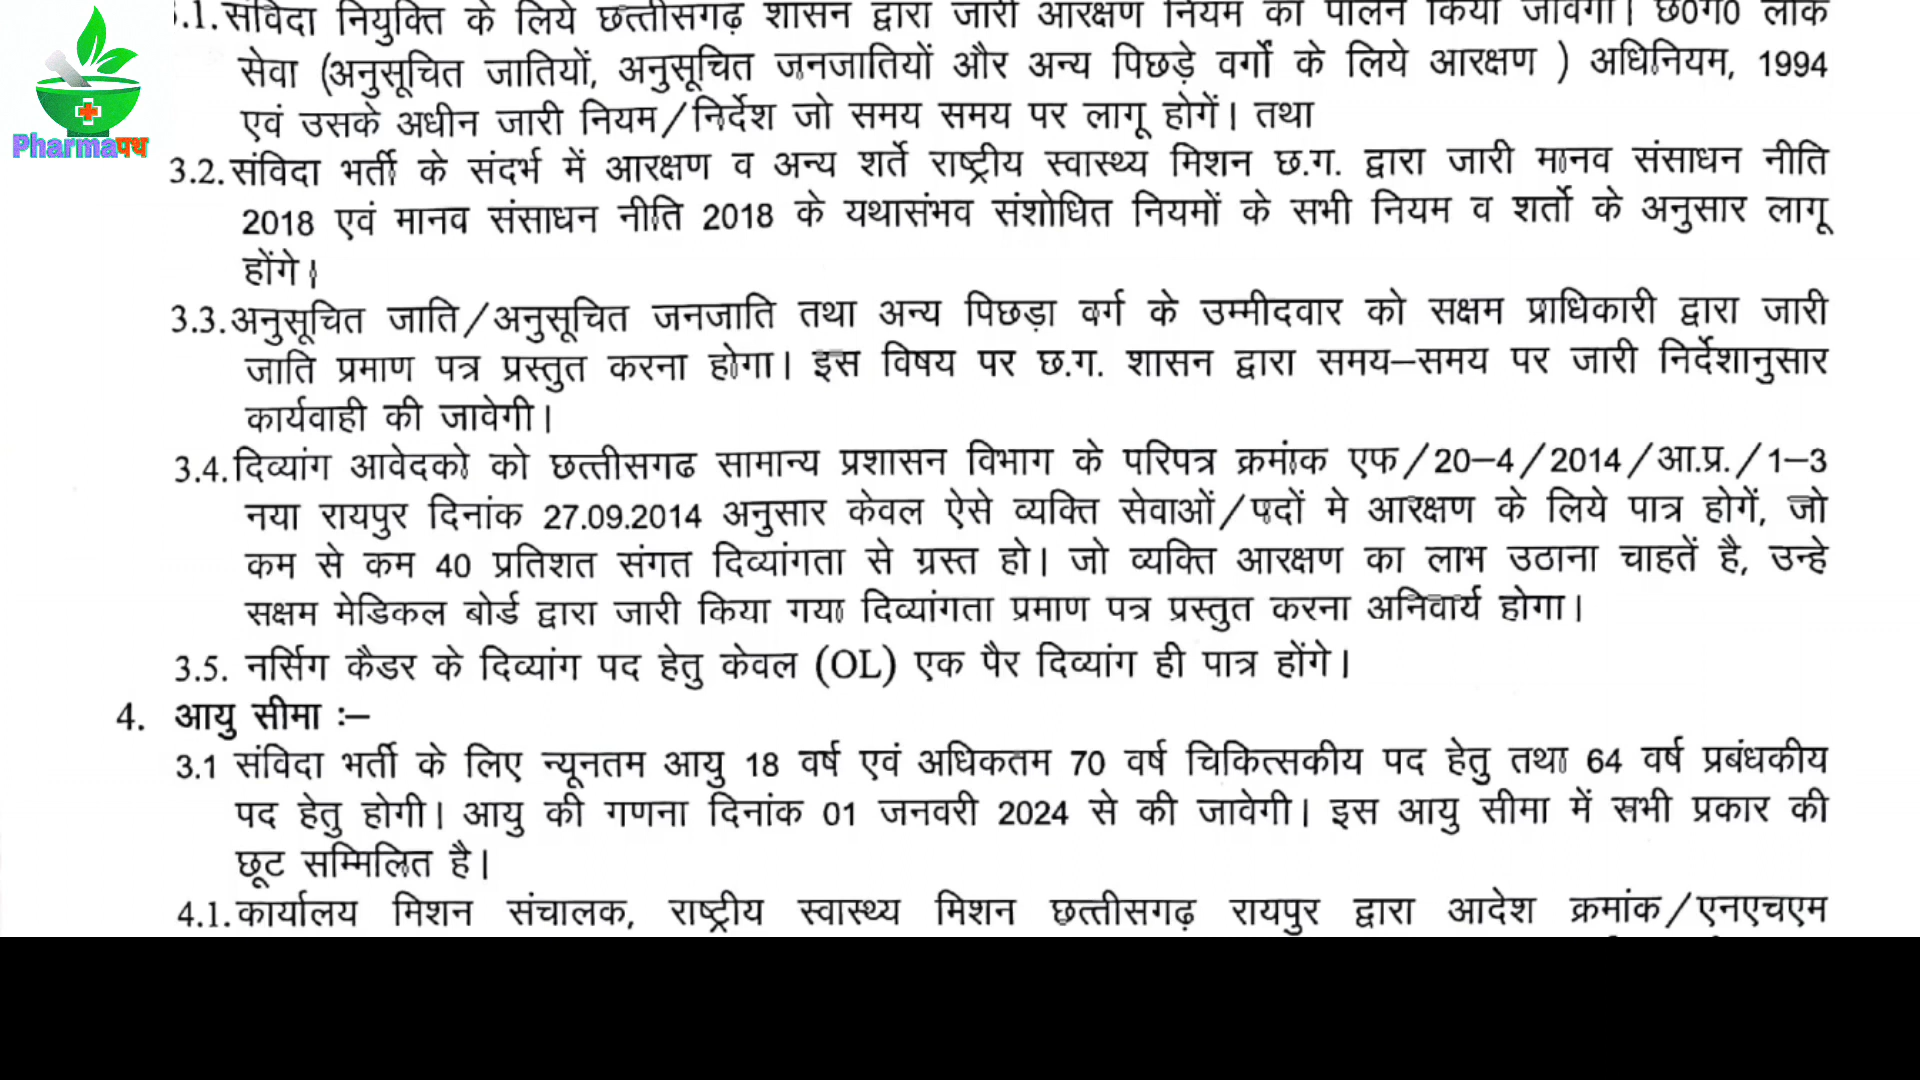 3.1. संविदा नियुक्ति के लिये छत्तीसगढ़ शासन द्वारा जारी आरक्षण नियम का पालन किया जावेगा। छ0ग0 लोक
सेवा (अनुसूचित जातियों, अनुसूचित जनजातियों और अन्य पिछड़े वर्गों के लिये आरक्षण ) अधिनियम, 1994
एवं उसके अधीन जारी नियम/निर्देश जो समय समय पर लागू होगें। तथा
Pharmaपथ
3.2. संविदा भर्ती के संदर्भ में आरक्षण व अन्य शर्ते राष्ट्रीय स्वास्थ्य मिशन छ.ग. द्वारा जारी मानव संसाधन नीति
2018 एवं मानव संसाधन नीति 2018 के यथासंभव संशोधित नियमों के सभी नियम व शर्तो के अनुसार लागू
होंगे।
3.3. अनुसूचित जाति/अनुसूचित जनजाति तथा अन्य पिछड़ा वर्ग के उम्मीदवार को सक्षम प्राधिकारी द्वारा जारी
जाति प्रमाण पत्र प्रस्तुत करना होगा। इस विषय पर छ.ग. शासन द्वारा समय–समय पर जारी निर्देशानुसार
कार्यवाही की जावेगी।
3.4. दिव्यांग आवेदको को छत्तीसगढ सामान्य प्रशासन विभाग के परिपत्र क्रमांक एफ/20–4/2014/आ.प्र./1–3
नया रायपुर दिनांक 27.09.2014 अनुसार केवल ऐसे व्यक्ति सेवाओं/पदों मे आरक्षण के लिये पात्र होगें, जो
कम से कम 40 प्रतिशत संगत दिव्यांगता से ग्रस्त हो। जो व्यक्ति आरक्षण का लाभ उठाना चाहतें है, उन्हे
सक्षम मेडिकल बोर्ड द्वारा जारी किया गया दिव्यांगता प्रमाण पत्र प्रस्तुत करना अनिवार्य होगा।
3.5. नर्सिग कैडर के दिव्यांग पद हेतु केवल (OL) एक पैर दिव्यांग ही पात्र होंगे।
4. आयु सीमा :–
3.1 संविदा भर्ती के लिए न्यूनतम आयु 18 वर्ष एवं अधिकतम 70 वर्ष चिकित्सकीय पद हेतु तथा 64 वर्ष प्रबंधकीय
पद हेतु होगी। आयु की गणना दिनांक 01 जनवरी 2024 से की जावेगी। इस आयु सीमा में सभी प्रकार की
छूट सम्मिलित है।
4.1. कार्यालय मिशन संचालक, राष्ट्रीय स्वास्थ्य मिशन छत्तीसगढ़ रायपुर द्वारा आदेश क्रमांक/एनएचएम